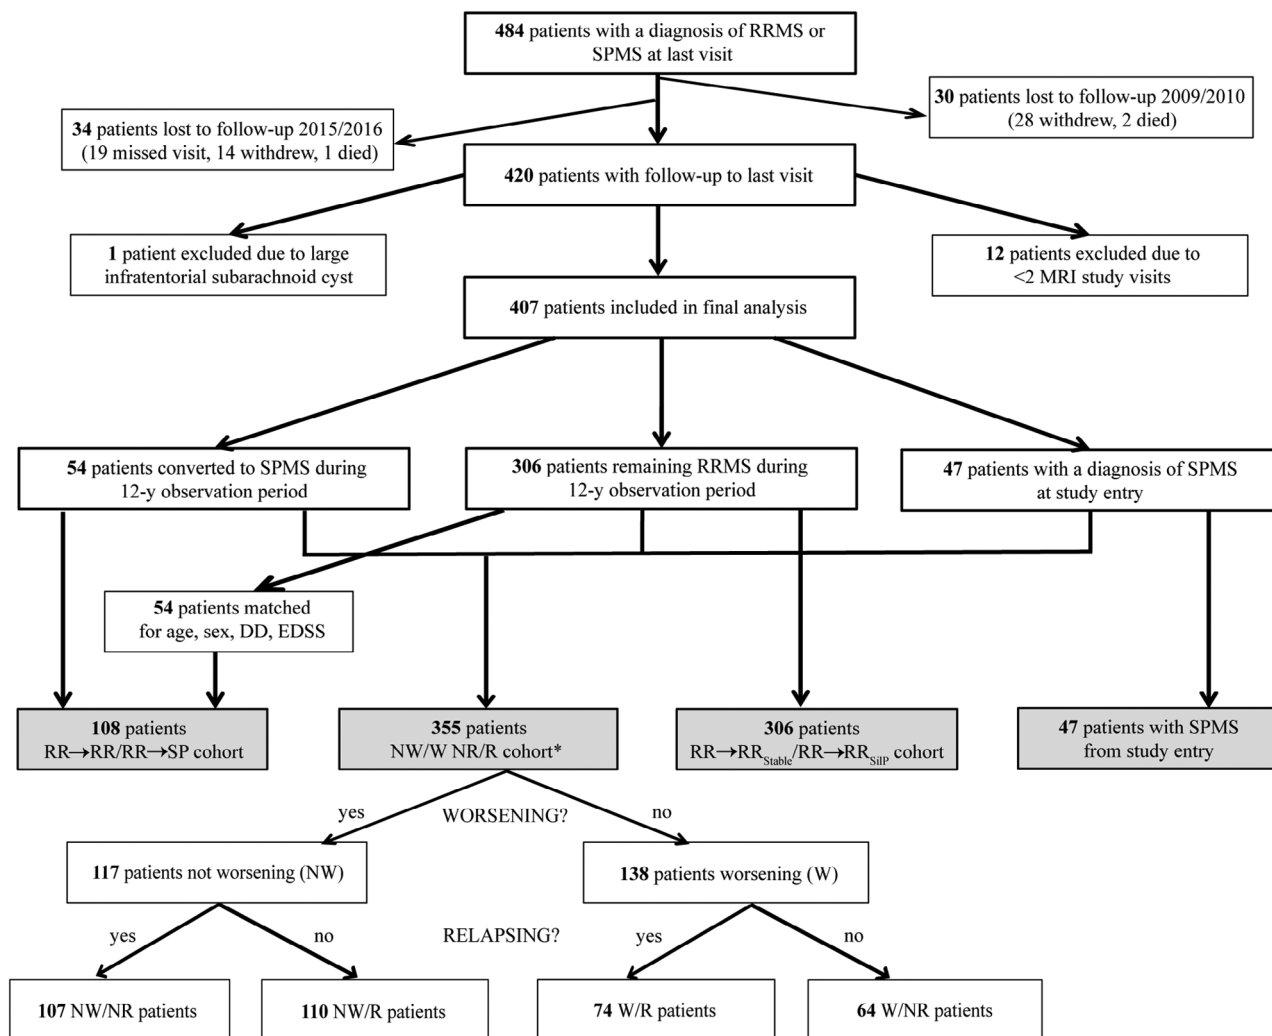 484 patients with a diagnosis of RRMS or
SPMS at last visit
34 patients lost to follow-up 2015/2016
(19 missed visit, 14 withdrew, 1 died)
30 patients lost to follow-up 2009/2010
(28 withdrew, 2 died)
420 patients with follow-up to last visit
1 patient excluded due to large
infratentorial subarachnoid cyst
12 patients excluded due to
<2 MRI study visits
407 patients included in final analysis
54 patients converted to SPMS during
12-y observation period
306 patients remaining RRMS during
12-y observation period
47 patients with a diagnosis of SPMS
at study entry
54 patients matched
for age, sex, DD, EDSS
108 patients
RR→RR/RR→SP cohort
355 patients
NW/W NR/R cohort*
306 patients
RR→RRStable/RR→RRSilP cohort
47 patients with SPMS
from study entry
yes WORSENING? no
117 patients not worsening (NW)
138 patients worsening (W)
yes no RELAPSING? yes no
107 NW/NR patients
110 NW/R patients
74 W/R patients
64 W/NR patients